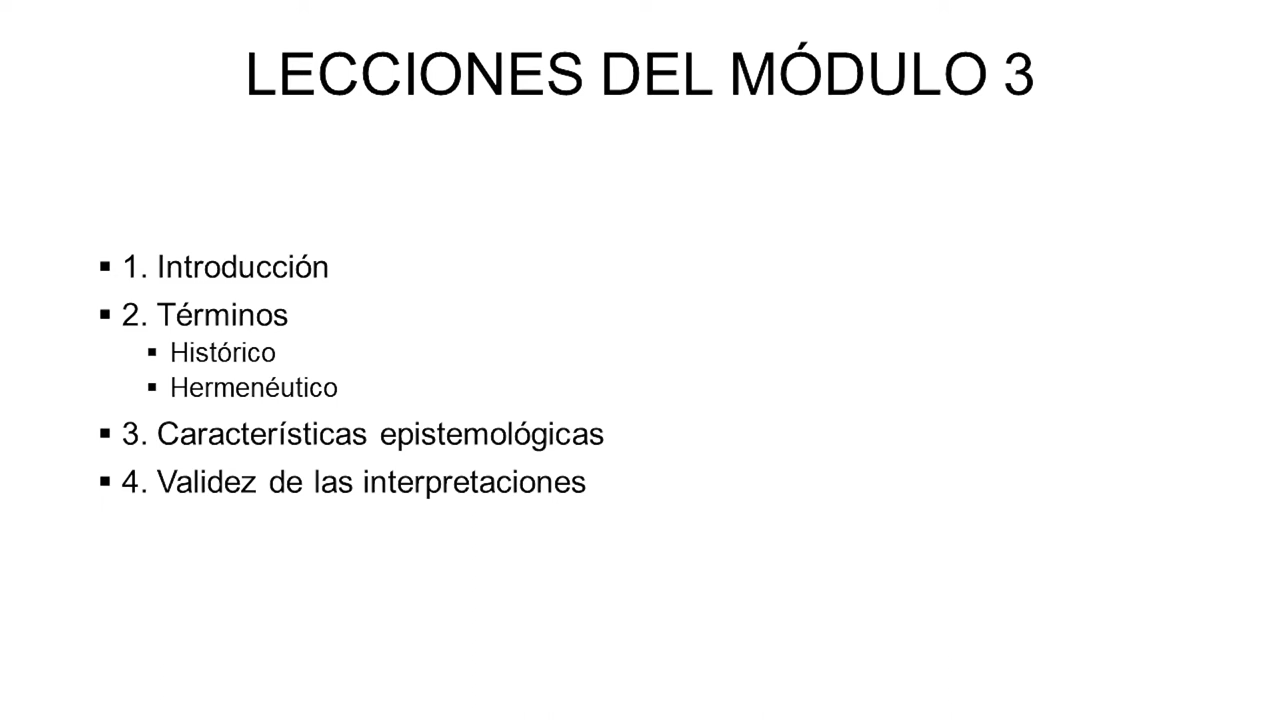 LECCIONES DEL MÓDULO 3
▪ 1. Introducción
▪ 2. Términos
▪ Histórico
▪ Hermenéutico
▪ 3. Características epistemológicas
▪ 4. Validez de las interpretaciones